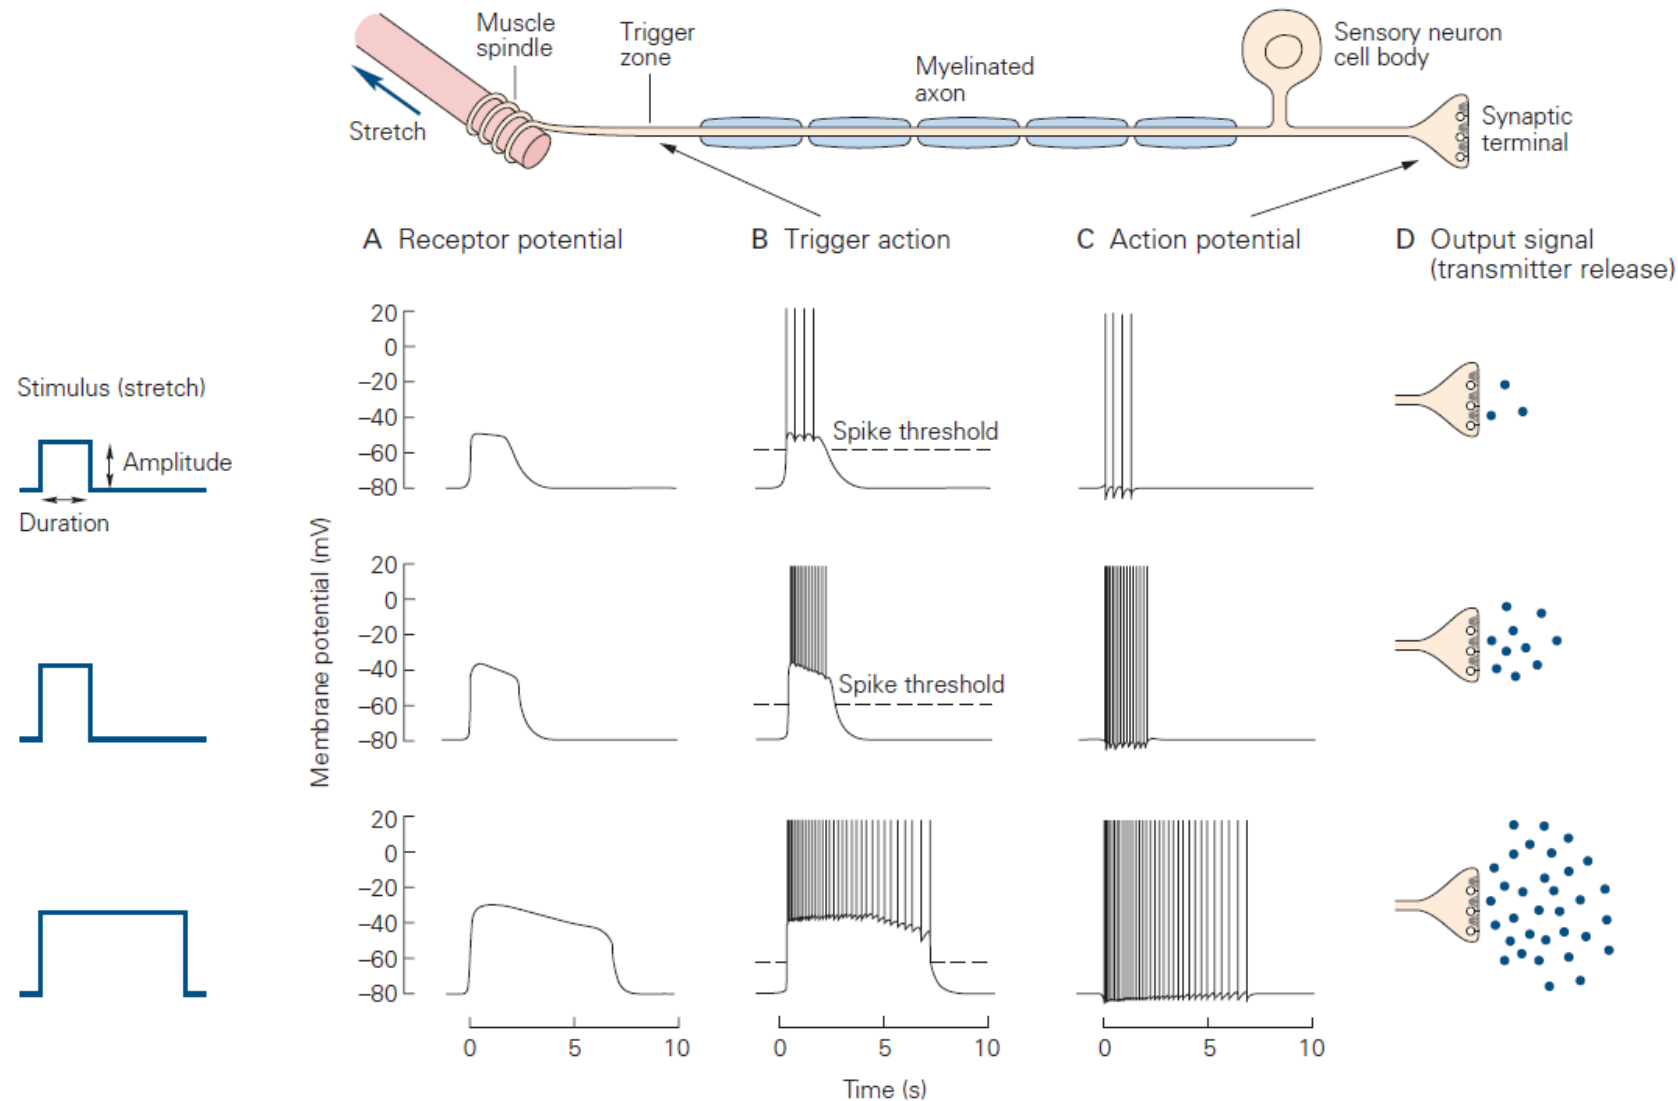 Muscle
spindle
Trigger
zone
Myelinated
axon
Sensory neuron
cell body
Synaptic
terminal
Stretch
A Receptor potential
B Trigger action
C Action potential
D Output signal
(transmitter release)
Stimulus (stretch)
Amplitude
Duration
Membrane potential (mV)
20
0
–20
–40
–60
–80
Spike threshold
20
0
–20
–40
–60
–80
Spike threshold
20
0
–20
–40
–60
–80
0 5 10
0 5 10
0 5 10
Time (s)